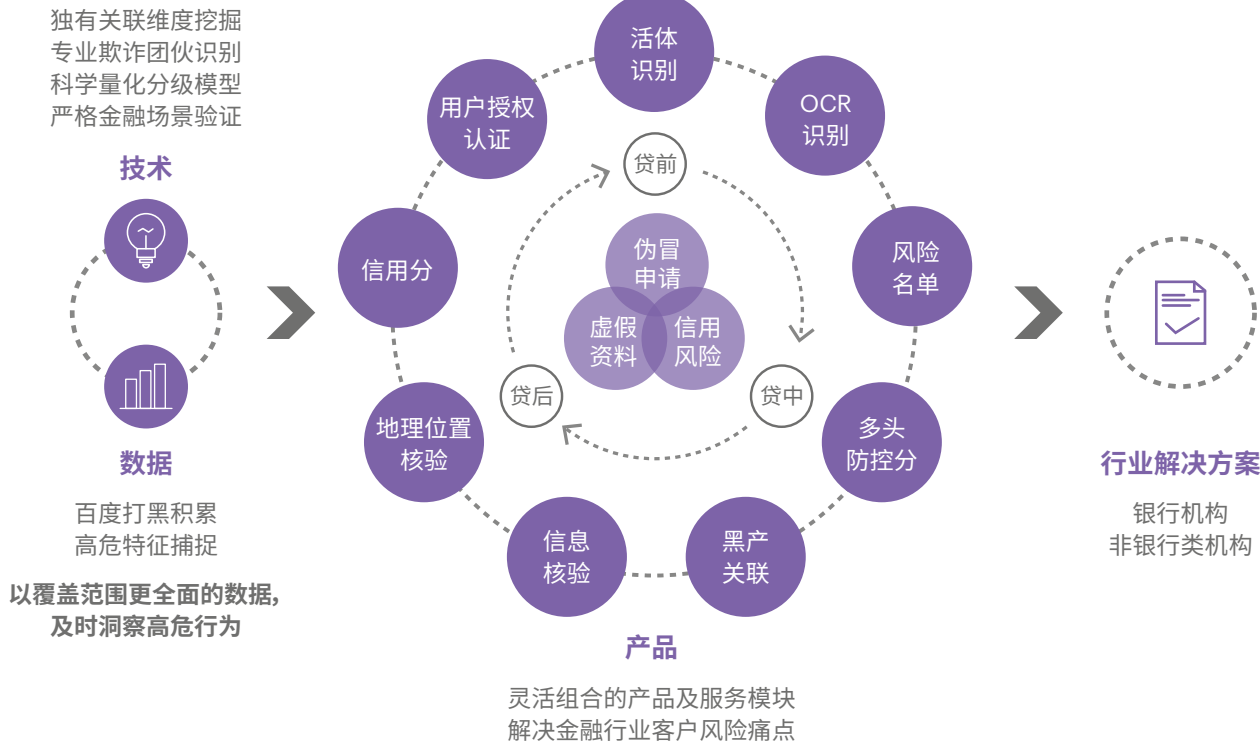 独有关联维度挖掘
专业欺诈团伙识别
科学量化分级模型
严格金融场景验证
技术
数据
百度打黑积累
高危特征捕捉
以覆盖范围更全面的数据,
及时洞察高危行为
活体
识别
OCR
识别
风险
名单
多头
防控分
黑产
关联
信息
核验
地理位置
核验
信用分
用户授权
认证
贷前
贷中
贷后
伪冒
申请
虚假
资料
信用
风险
产品
灵活组合的产品及服务模块
解决金融行业客户风险痛点
行业解决方案
银行机构
非银行类机构